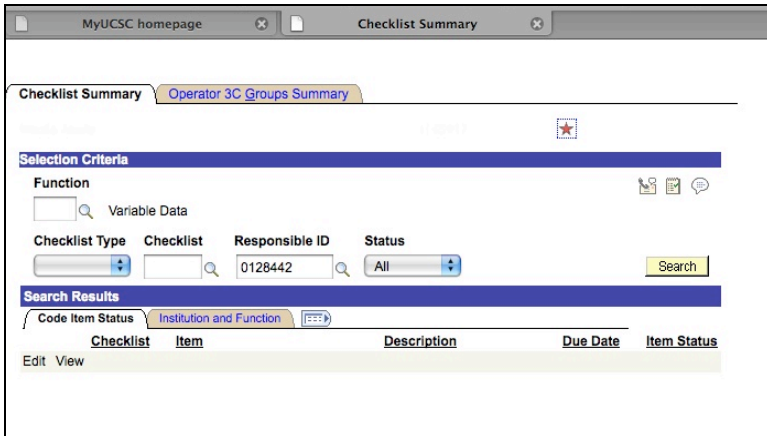 MyUCSC homepage Checklist Summary
Checklist Summary Operator 3C Groups Summary
Selection Criteria
Function
Variable Data
Checklist Type Checklist Responsible ID Status
0128442 All Search
Search Results
Code Item Status Institution and Function
Checklist Item Description Due Date Item Status
Edit View